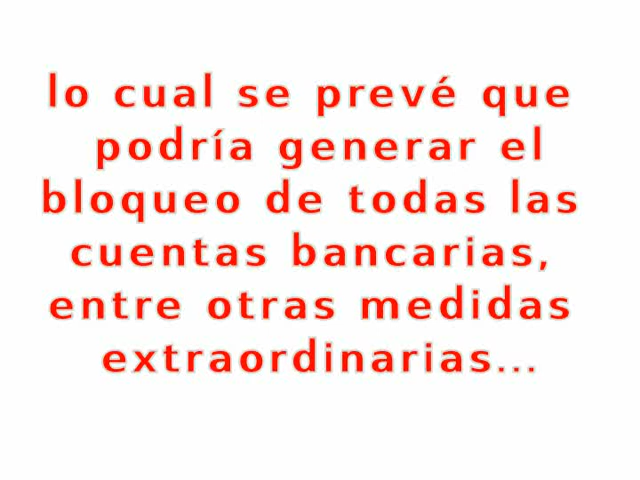 lo cual se prevé que
podría generar el
bloqueo de todas las
cuentas bancarias,
entre otras medidas
extraordinarias...